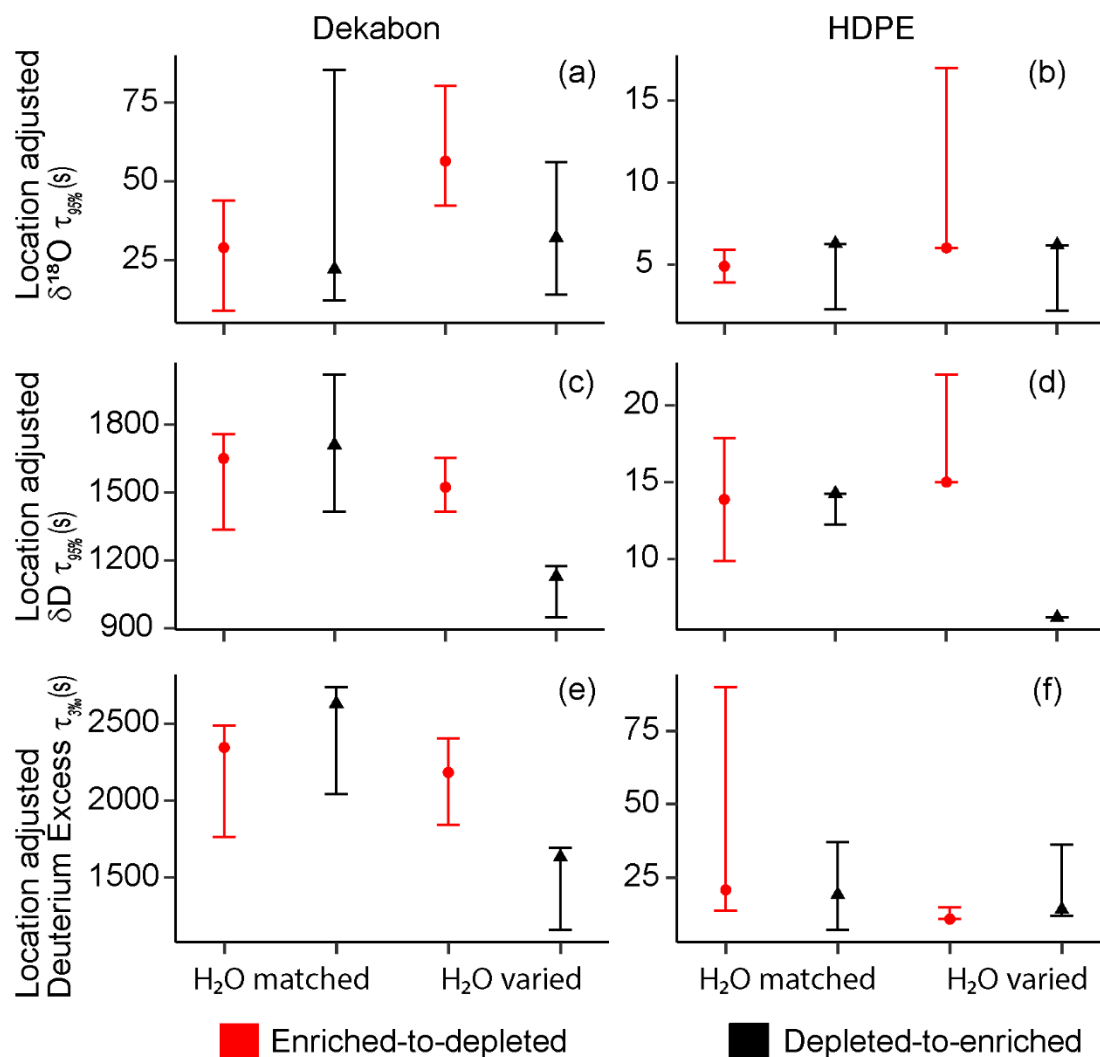 Dekabon
HDPE
Location adjusted
δ¹⁸O τ₉₅%(s)
75
50
25
(a)
15
10
5
(b)
Location adjusted
δD τ₉₅%(s)
1800
1500
1200
900
(c)
20
15
10
(d)
Location adjusted
Deuterium Excess τ₃‰(s)
2500
2000
1500
(e)
75
50
25
(f)
H₂O matched
H₂O varied
H₂O matched
H₂O varied
Enriched-to-depleted
Depleted-to-enriched